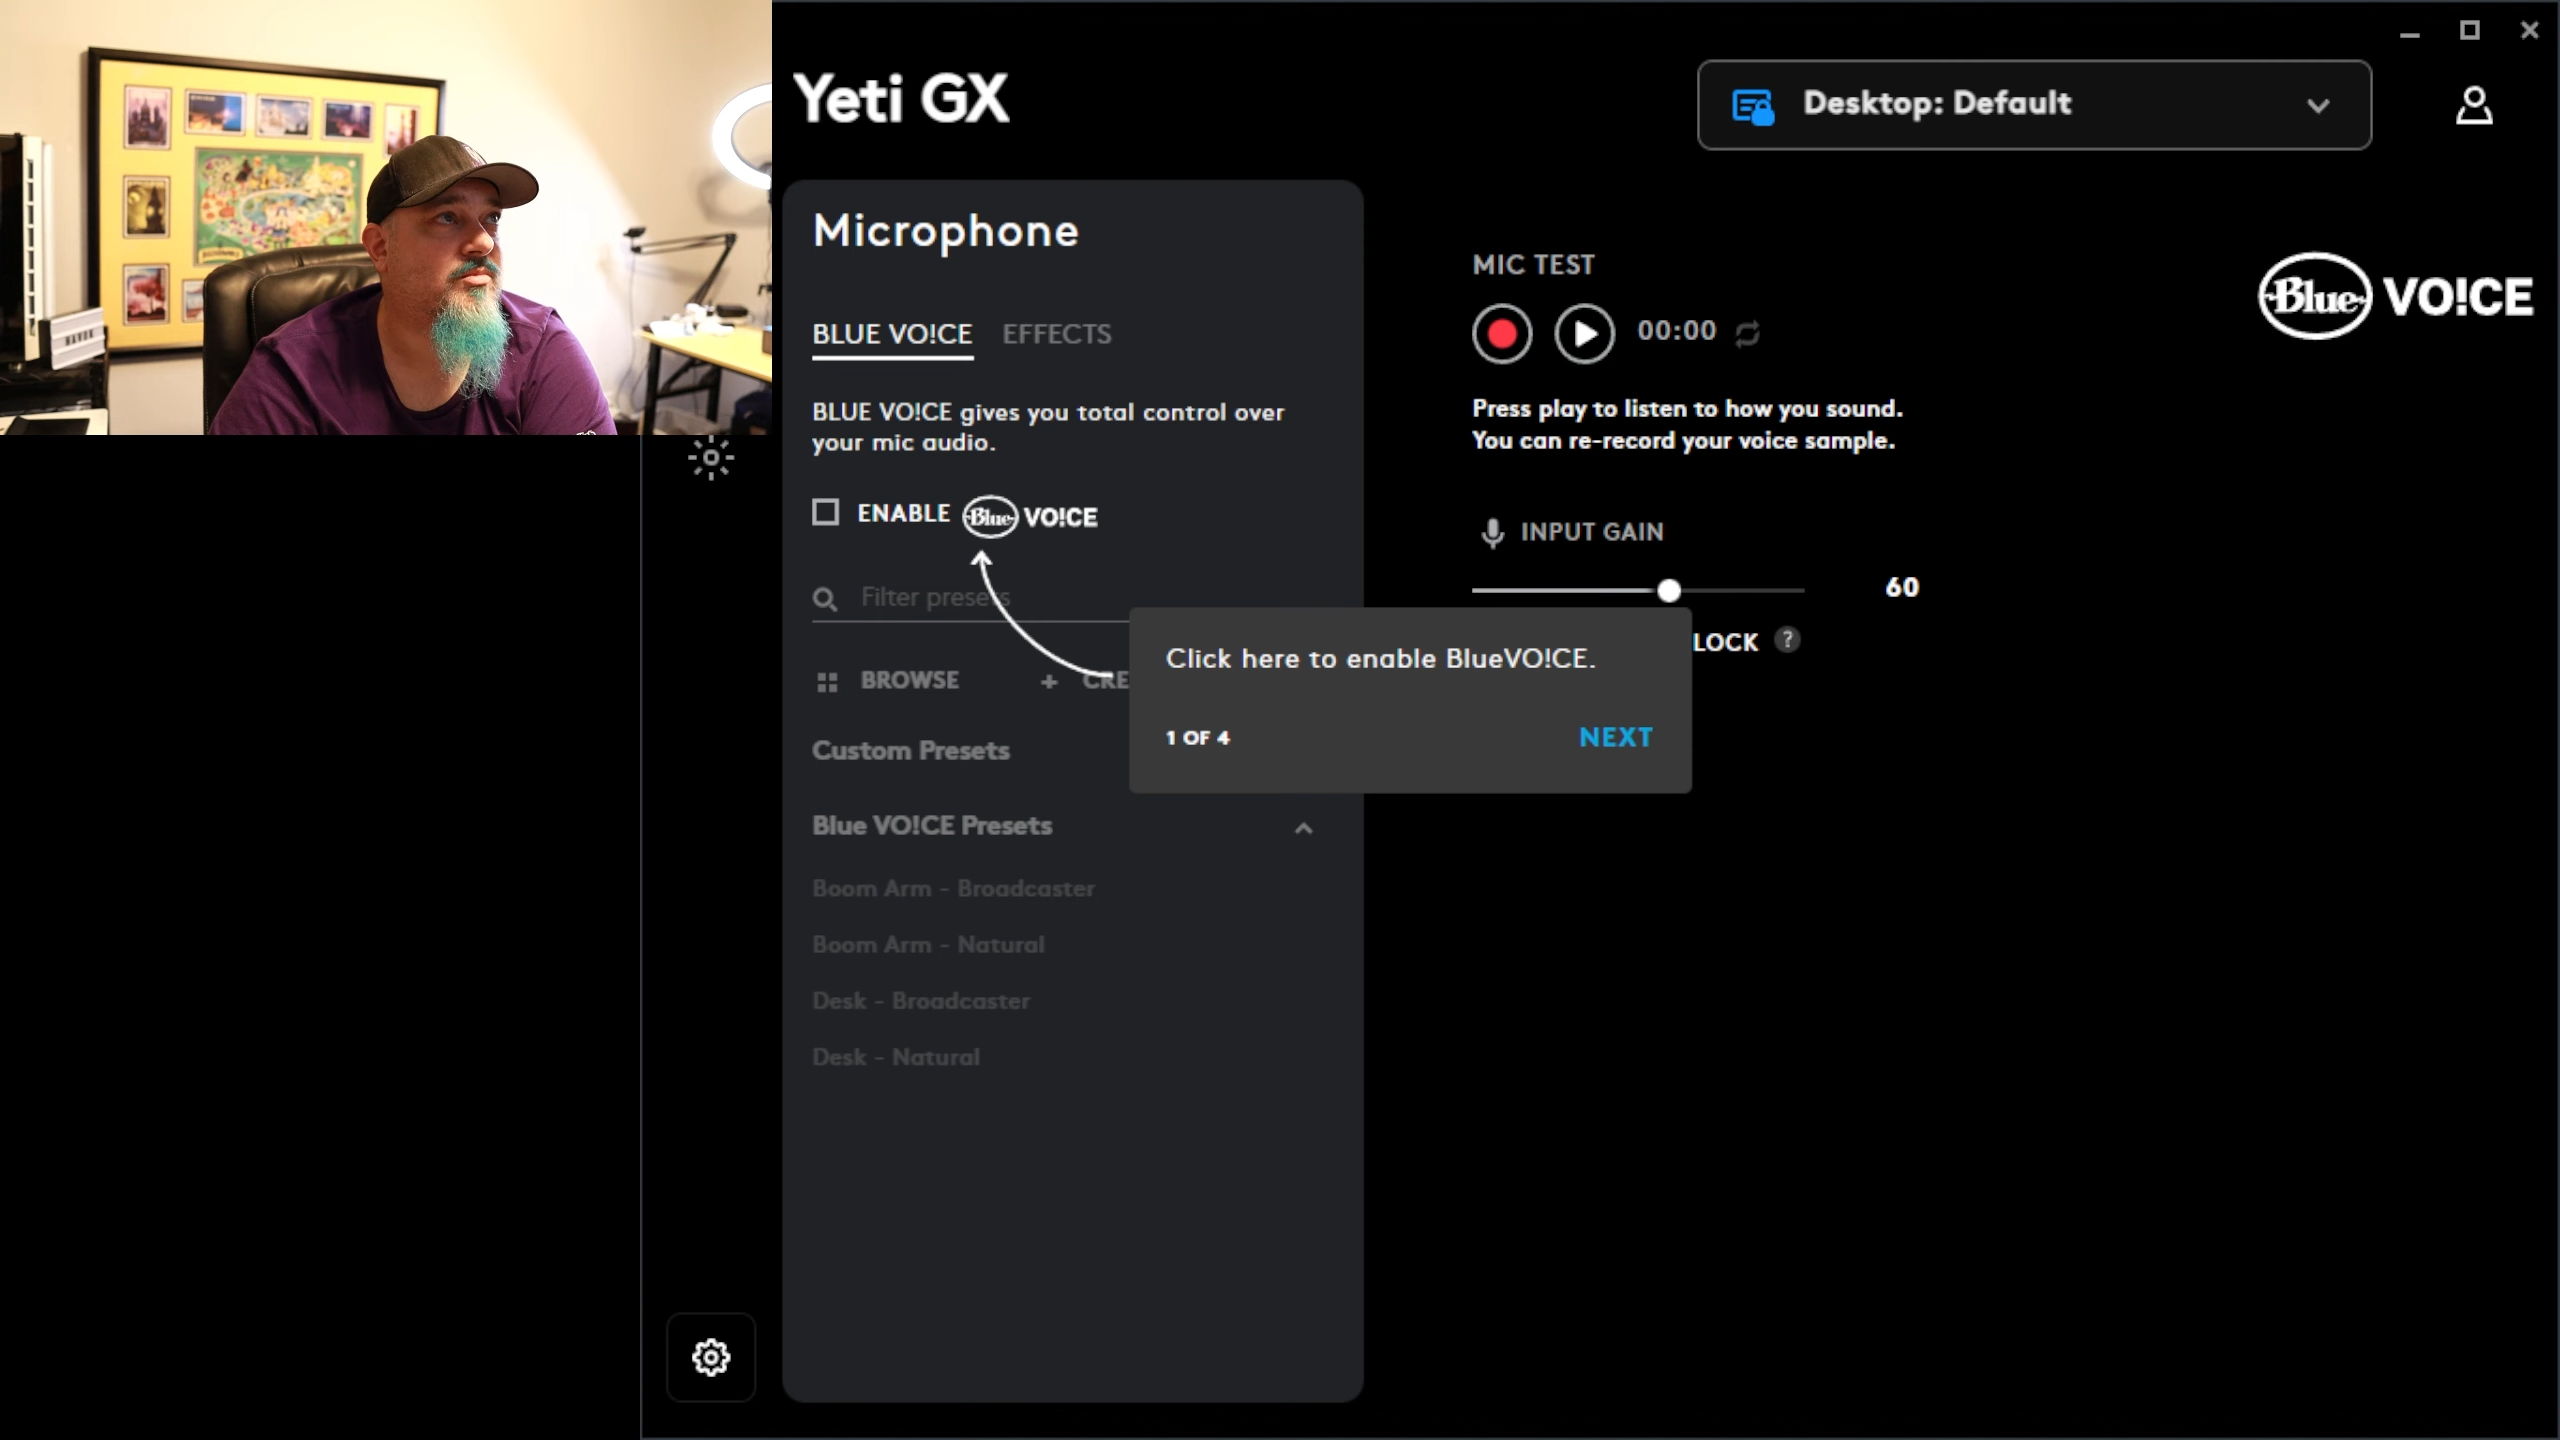 Yeti GX
Desktop: Default
Microphone
BLUE VO!CE EFFECTS
BLUE VO!CE gives you total control over
your mic audio.
ENABLE Blue VO!CE
Filter presets
BROWSE + CRE
Custom Presets
Blue VO!CE Presets
Boom Arm - Broadcaster
Boom Arm - Natural
Desk - Broadcaster
Desk - Natural
Click here to enable BlueVO!CE.
1 OF 4 NEXT
MIC TEST
00:00
Press play to listen to how you sound.
You can re-record your voice sample.
Blue VO!CE
INPUT GAIN
60
LOCK ?